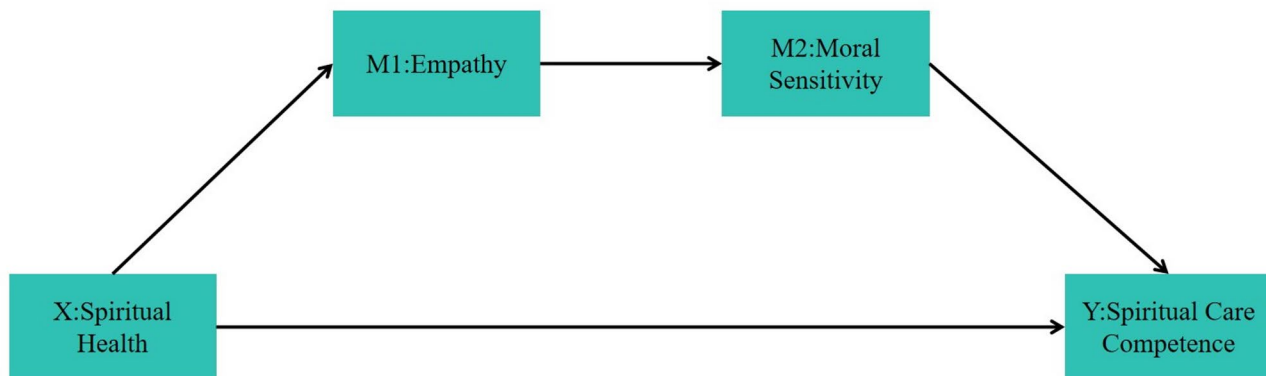 M1:Empathy
M2:Moral
Sensitivity
X:Spiritual
Health
Y:Spiritual Care
Competence